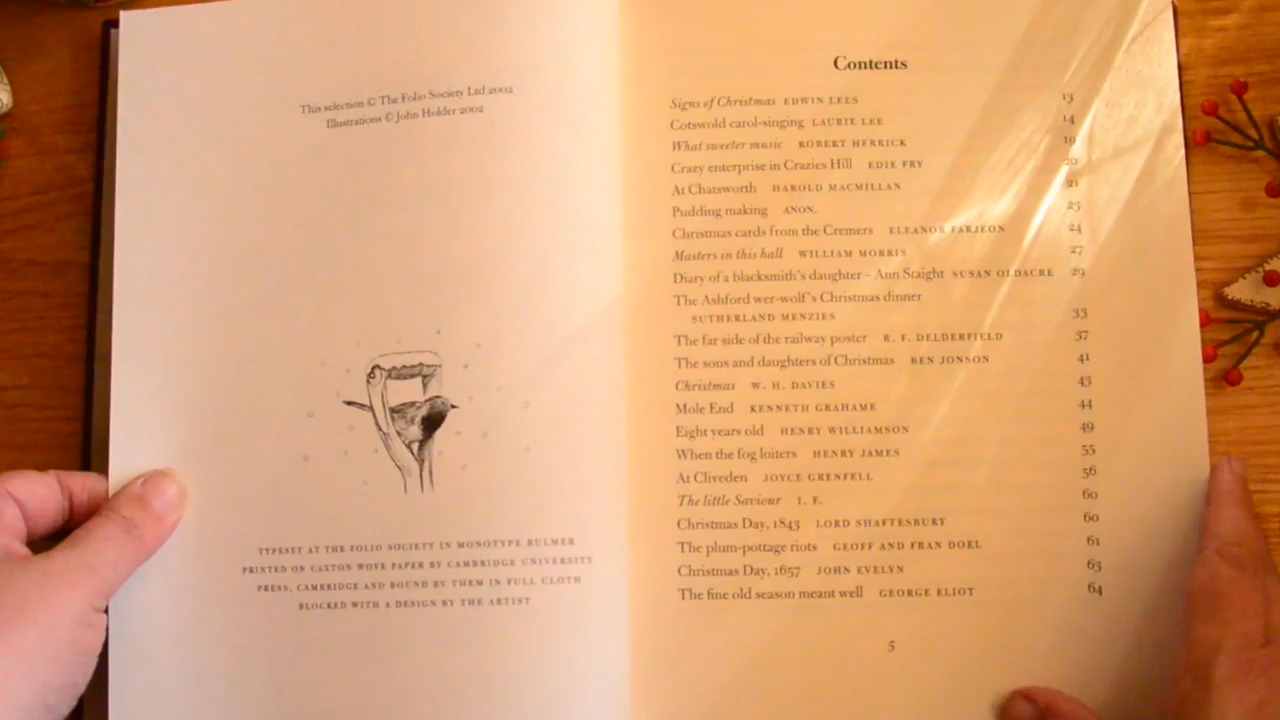 This selection © The Folio Society Ltd 2002
Illustrations © John Holder 2002
TYPESET AT THE FOLIO SOCIETY IN MONOTYPE BULMER
PRINTED ON CAXTON WOVE PAPER BY CAMBRIDGE UNIVERSITY
PRESS, CAMBRIDGE AND BOUND BY THEM IN FULL CLOTH
BLOCKED WITH A DESIGN BY THE ARTIST
Contents
Signs of Christmas EDWIN LEES 13
Cotswold carol-singing LAURIE LEE 14
What sweeter music ROBERT HERRICK 19
Crazy enterprise in Crazies Hill EDIE FRY 20
At Chatsworth HAROLD MACMILLAN 21
Pudding making ANON. 23
Christmas cards from the Cremers ELEANOR FARJEON 24
Masters in this hall WILLIAM MORRIS 27
Diary of a blacksmith's daughter – Ann Staight SUSAN OLDACRE 29
The Ashford wer-wolf's Christmas dinner
SUTHERLAND MENZIES 33
The far side of the railway poster R. F. DELDERFIELD 37
The sons and daughters of Christmas BEN JONSON 41
Christmas W. H. DAVIES 43
Mole End KENNETH GRAHAME 44
Eight years old HENRY WILLIAMSON 49
When the fog loiters HENRY JAMES 55
At Cliveden JOYCE GRENFELL 56
The little Saviour I. F. 60
Christmas Day, 1843 LORD SHAFTESBURY 60
The plum-pottage riots GEOFF AND FRAN DOEL 61
Christmas Day, 1657 JOHN EVELYN 63
The fine old season meant well GEORGE ELIOT 64
5